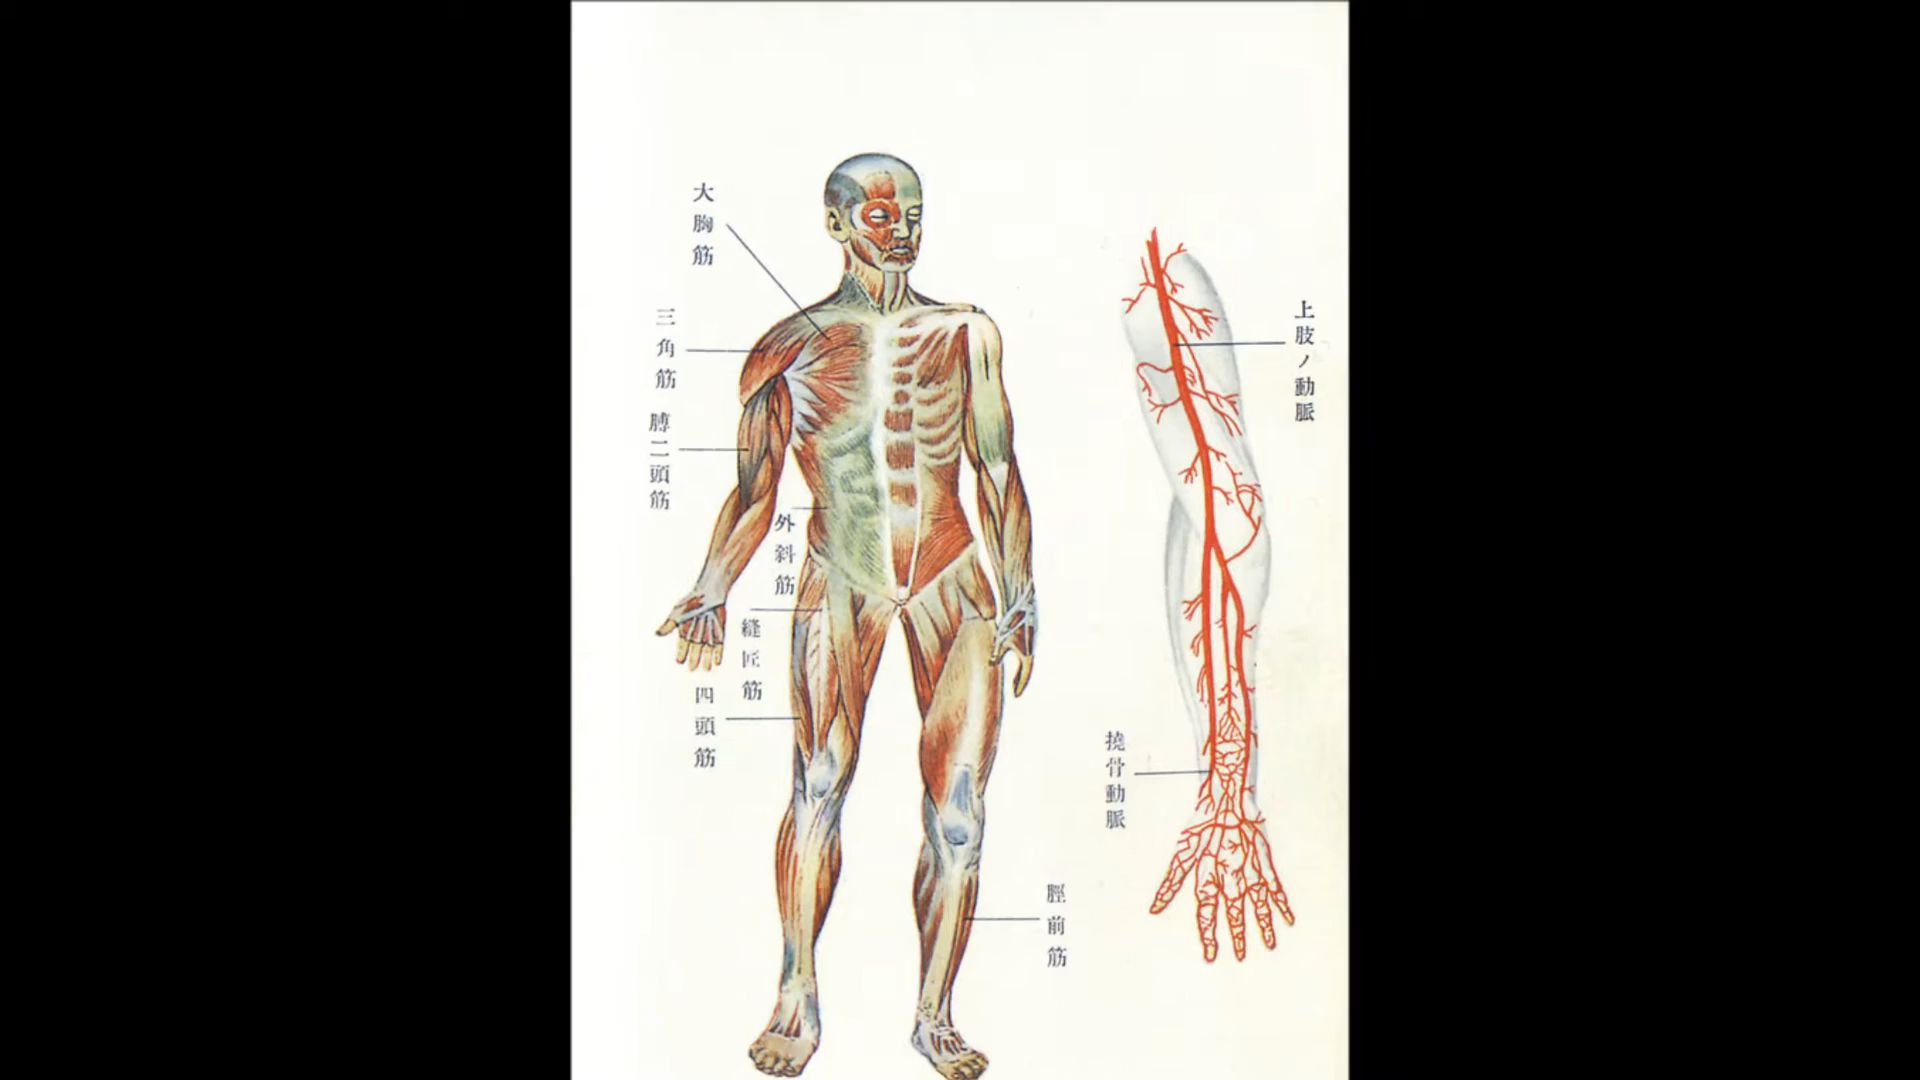 大胸筋
三角筋
膊二頭筋
外斜筋
縫匠筋
四頭筋
脛前筋
上肢ノ動脈
撓骨動脈